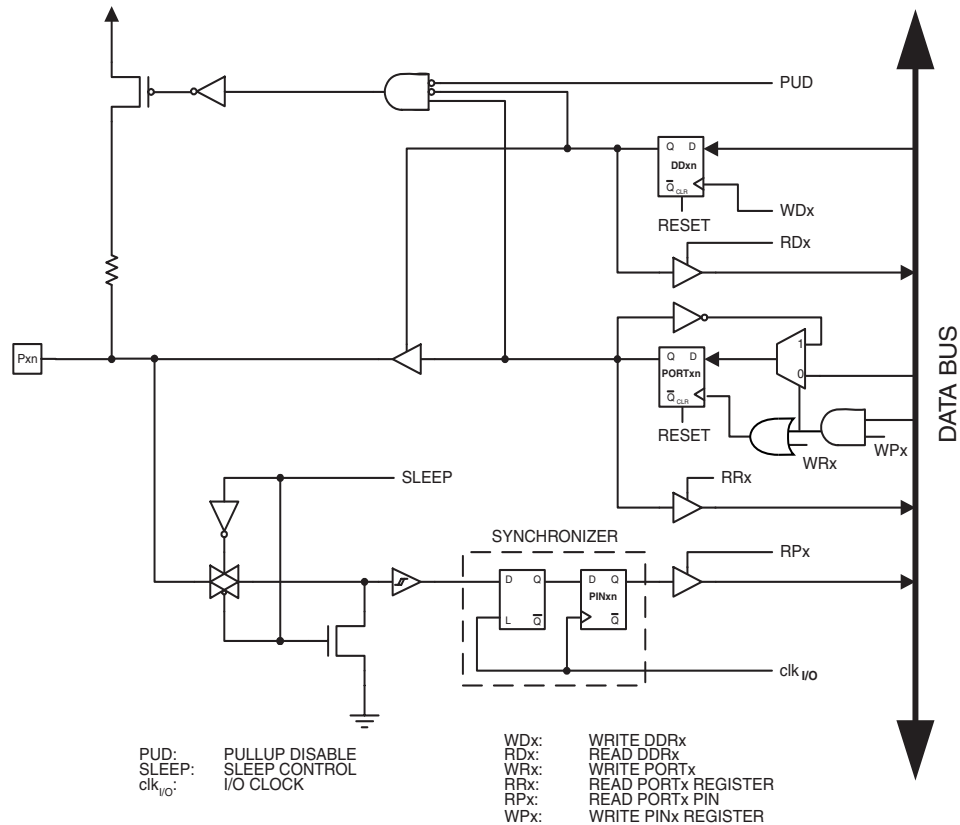 PUD
Q D
DDxn
Q CLR
WDx
RESET
RDx
Pxn
1
Q D
PORTxn
0
Q CLR
RESET
WRx
WPx
DATA BUS
SLEEP
RRx
SYNCHRONIZER
RPx
D Q
L Q
D Q
PINxn
Q
clk I/O
PUD: PULLUP DISABLE
SLEEP: SLEEP CONTROL
clkI/O: I/O CLOCK
WDx: WRITE DDRx
RDx: READ DDRx
WRx: WRITE PORTx
RRx: READ PORTx REGISTER
RPx: READ PORTx PIN
WPx: WRITE PINx REGISTER